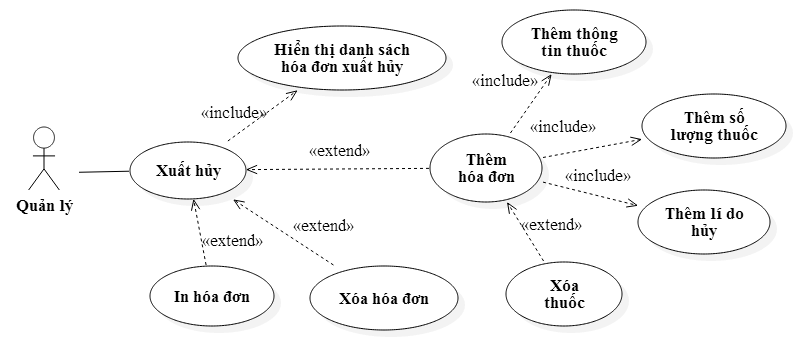 Hiển thị danh sách
hóa đơn xuất hủy
Thêm thông
tin thuốc
«include»
«include»
Thêm số
lượng thuốc
«include»
Quản lý
Xuất hủy
«extend»
Thêm
hóa đơn
«include»
Thêm lí do
hủy
«extend»
«extend»
«extend»
In hóa đơn
Xóa hóa đơn
Xóa
thuốc